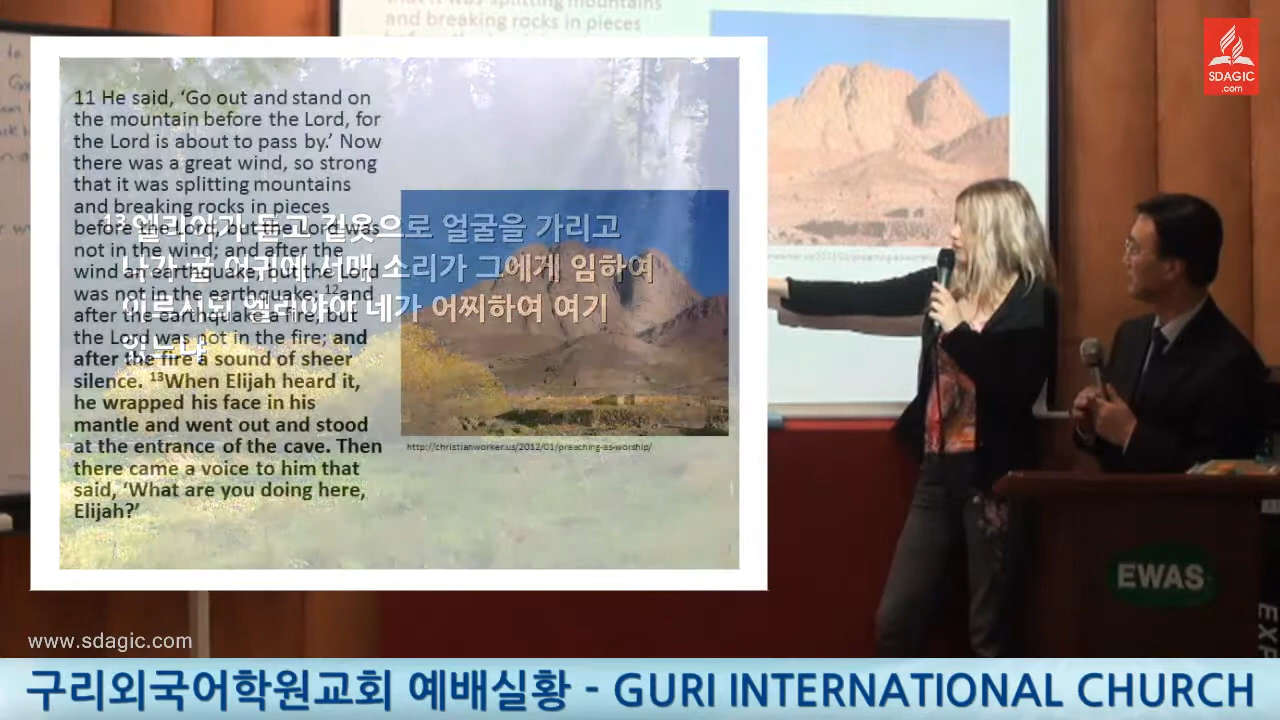 that it was splitting mountains
and breaking rocks in pieces
SDAGIC
.com
11 He said, ‘Go out and stand on
the mountain before the Lord, for
the Lord is about to pass by.’ Now
there was a great wind, so strong
that it was splitting mountains
and breaking rocks in pieces
before the Lord, but the Lord was
not in the wind; and after the
wind an earthquake, but the Lord
was not in the earthquake; 12and
after the earthquake a fire, but
the Lord was not in the fire; and
after the fire a sound of sheer
silence. 13When Elijah heard it,
he wrapped his face in his
mantle and went out and stood
at the entrance of the cave. Then
there came a voice to him that
said, ‘What are you doing here,
Elijah?’
13 엘리야가 듣고 겉옷으로 얼굴을 가리고
나가 굴 어귀에 서매 소리가 그에게 임하여
이르시되 엘리야야 네가 어찌하여 여기
있느냐
http://christianworker.us/2012/01/preaching-as-worship/
EWAS
www.sdagic.com
구리외국어학원교회 예배실황 - GURI INTERNATIONAL CHURCH